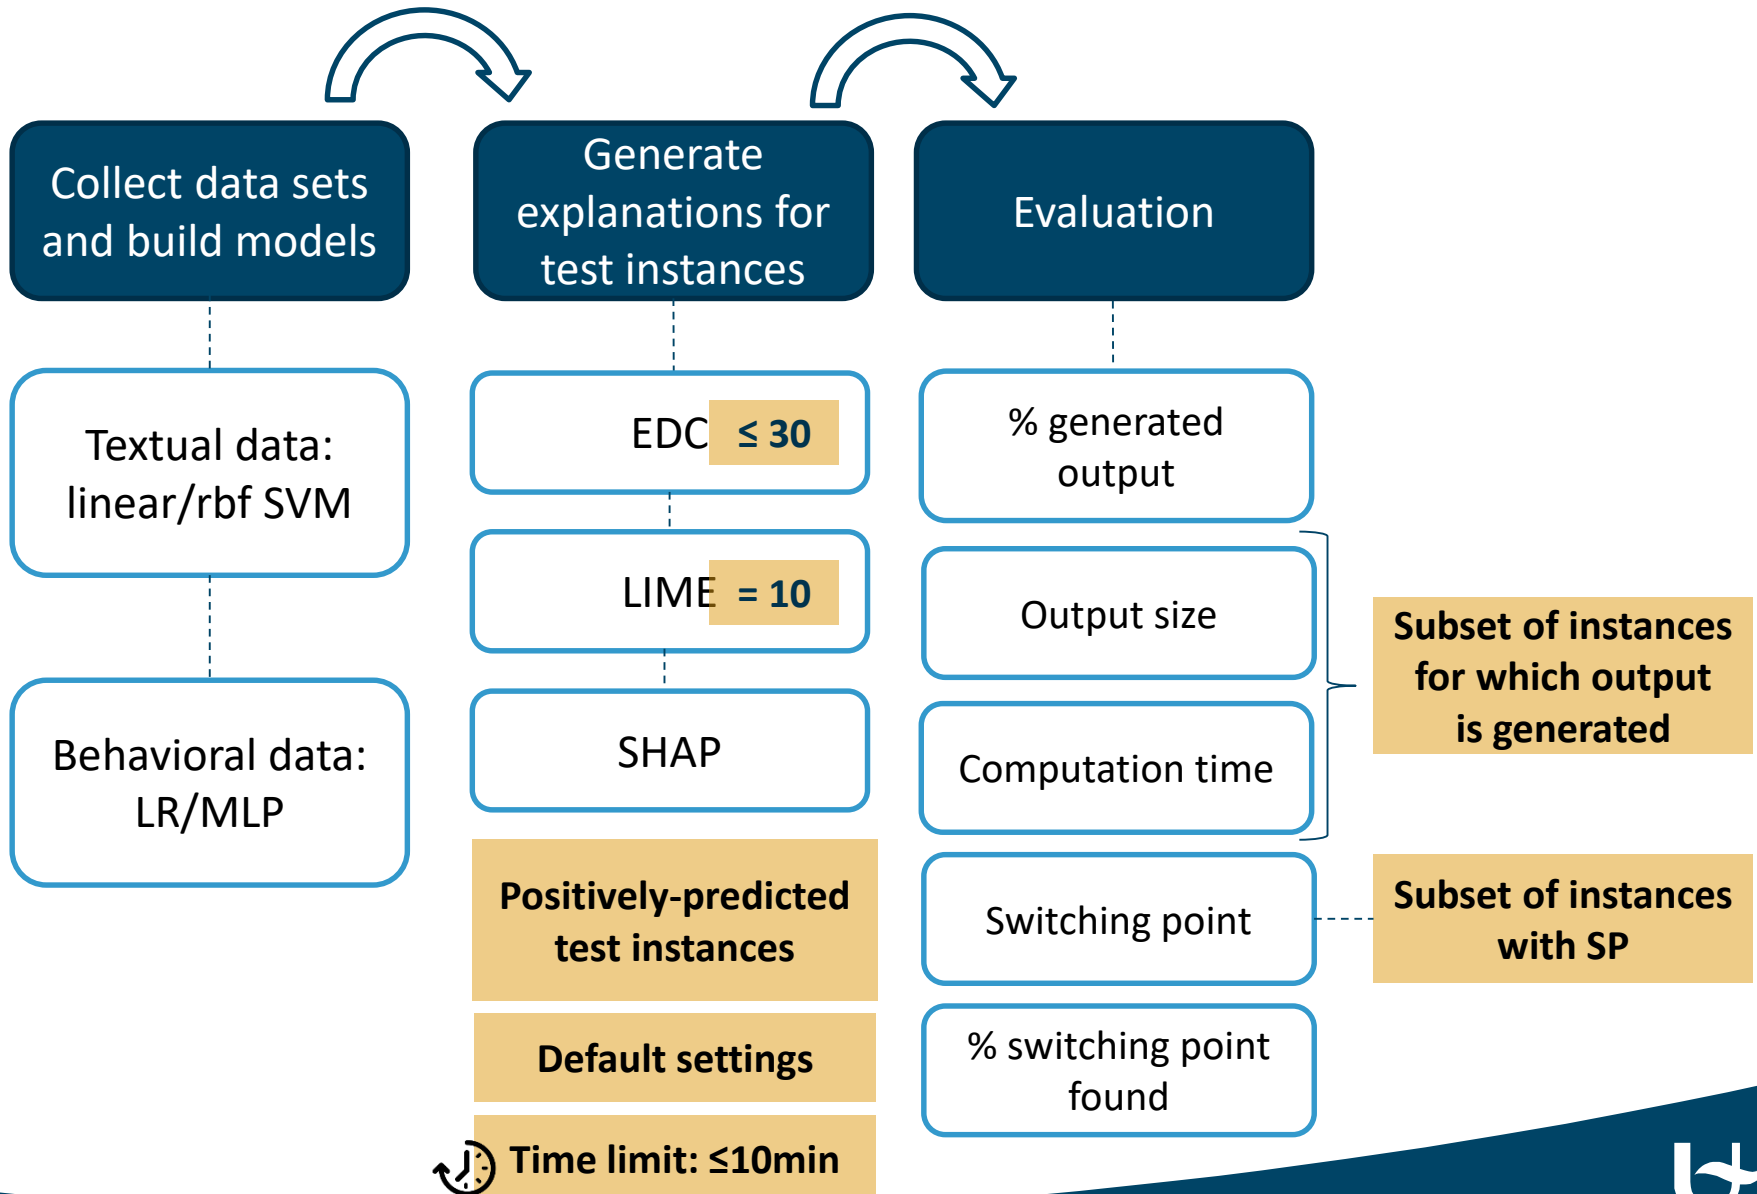 Collect data sets
and build models
Textual data:
linear/rbf SVM
Behavioral data:
LR/MLP
Generate
explanations for
test instances
EDC ≤ 30
LIME = 10
SHAP
Positively-predicted
test instances
Default settings
Time limit: ≤10min
Evaluation
% generated
output
Output size
Computation time
Switching point
% switching point
found
Subset of instances
for which output
is generated
Subset of instances
with SP